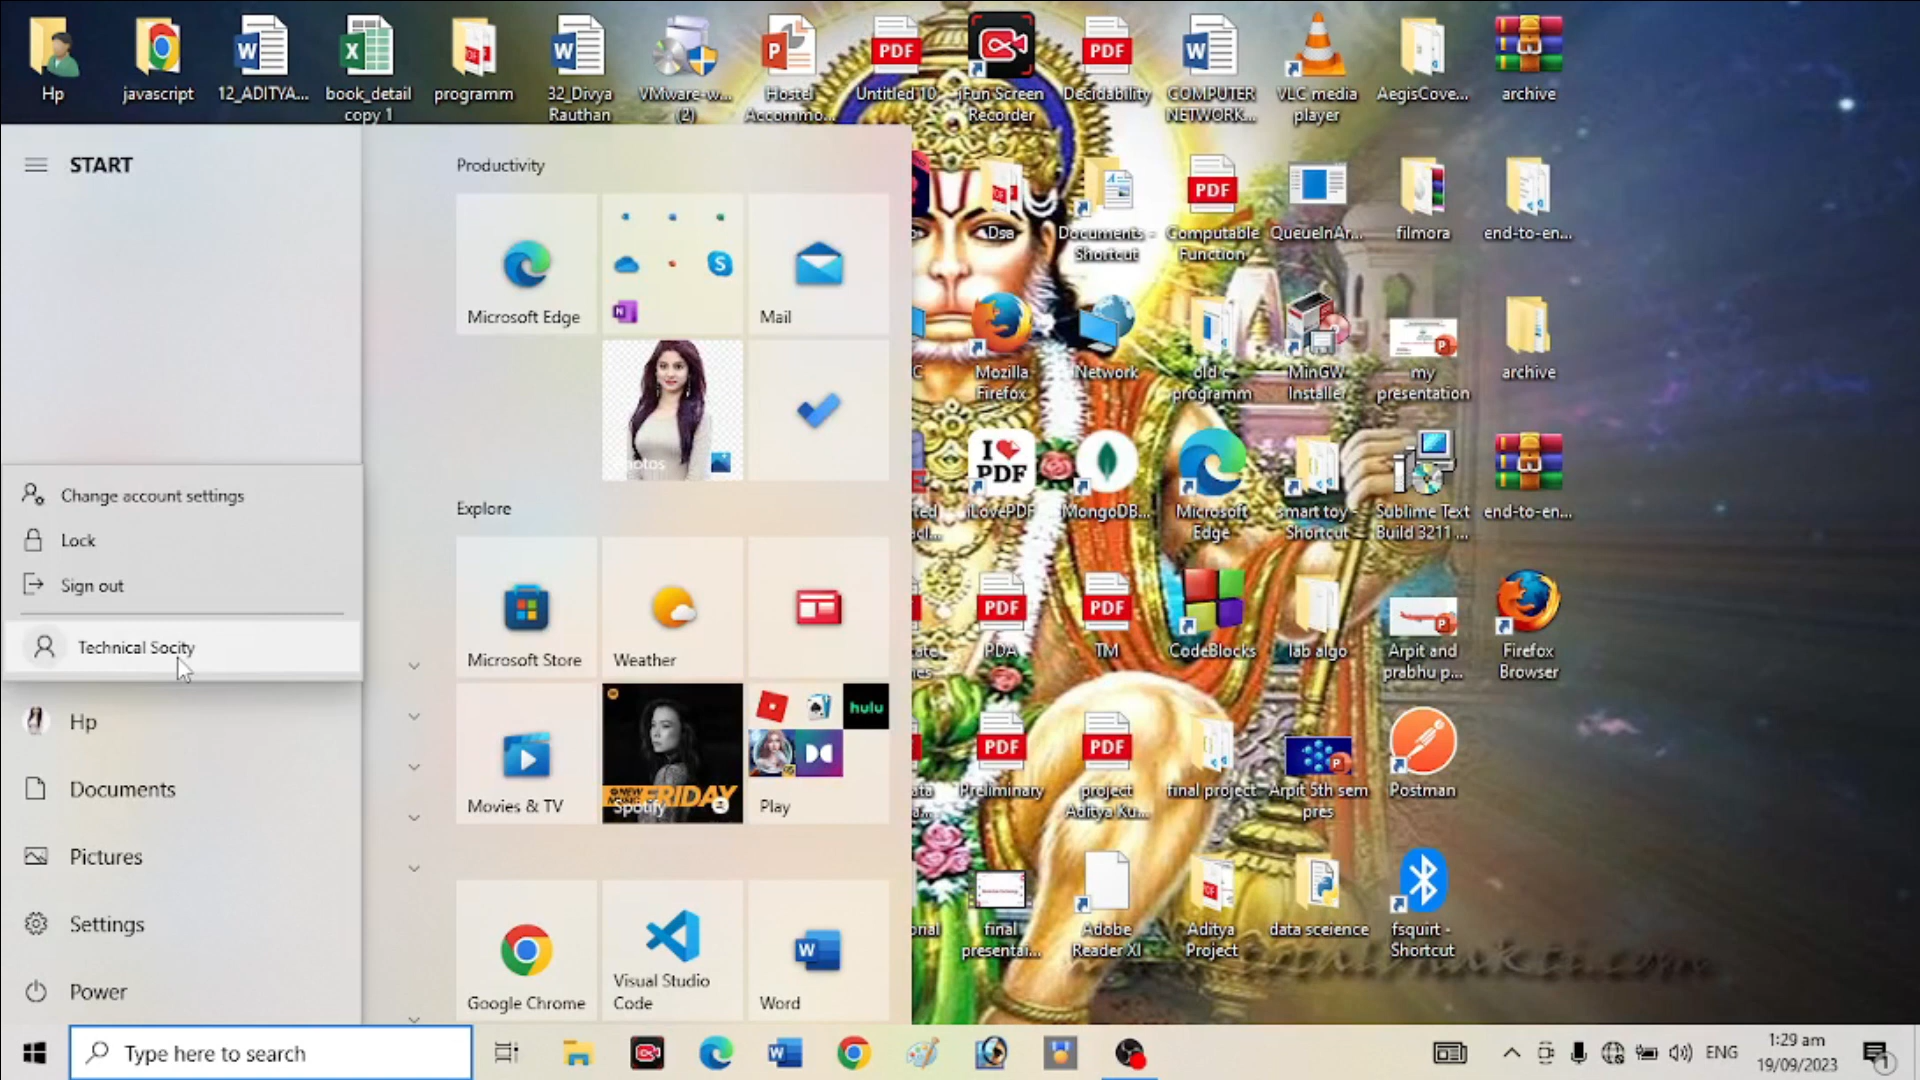 Hp
javascript
12_ADITYA...
book_detail
copy 1
programm
32_Divya
Rauthan
VMware-w...
(2)
Hostel
Accommo...
Untitled 10
iFun Screen
Recorder
Decidability
COMPUTER
NETWORK...
VLC media
player
AegisCove...
archive
START
Productivity
Microsoft Edge
Mail
Photos
Explore
Microsoft Store
Weather
Movies & TV
NEW
FRIDAY
Spotify
hulu
Play
Google Chrome
Visual Studio
Code
Word
Change account settings
Lock
Sign out
Technical Socity
Hp
Documents
Pictures
Settings
Power
Dsa
Documents -
Shortcut
PDF
Computable
Function
QueueInAr...
filmora
end-to-en...
Mozilla
Firefox
Network
old c
programm
MinGW
Installer
my
presentation
archive
I
PDF
iLovePDF
MongoDB...
Microsoft
Edge
smart toy -
Shortcut
Sublime Text
Build 3211 ...
end-to-en...
PDA
TM
CodeBlocks
lab algo
Arpit and
prabhu p...
Firefox
Browser
Preliminary
project
Aditya Ku...
final project
Arpit 5th sem
pres
Postman
final
presentai...
Adobe
Reader XI
Aditya
Project
data sceience
fsquirt -
Shortcut
Type here to search
ENG
1:29 am
19/09/2023
1